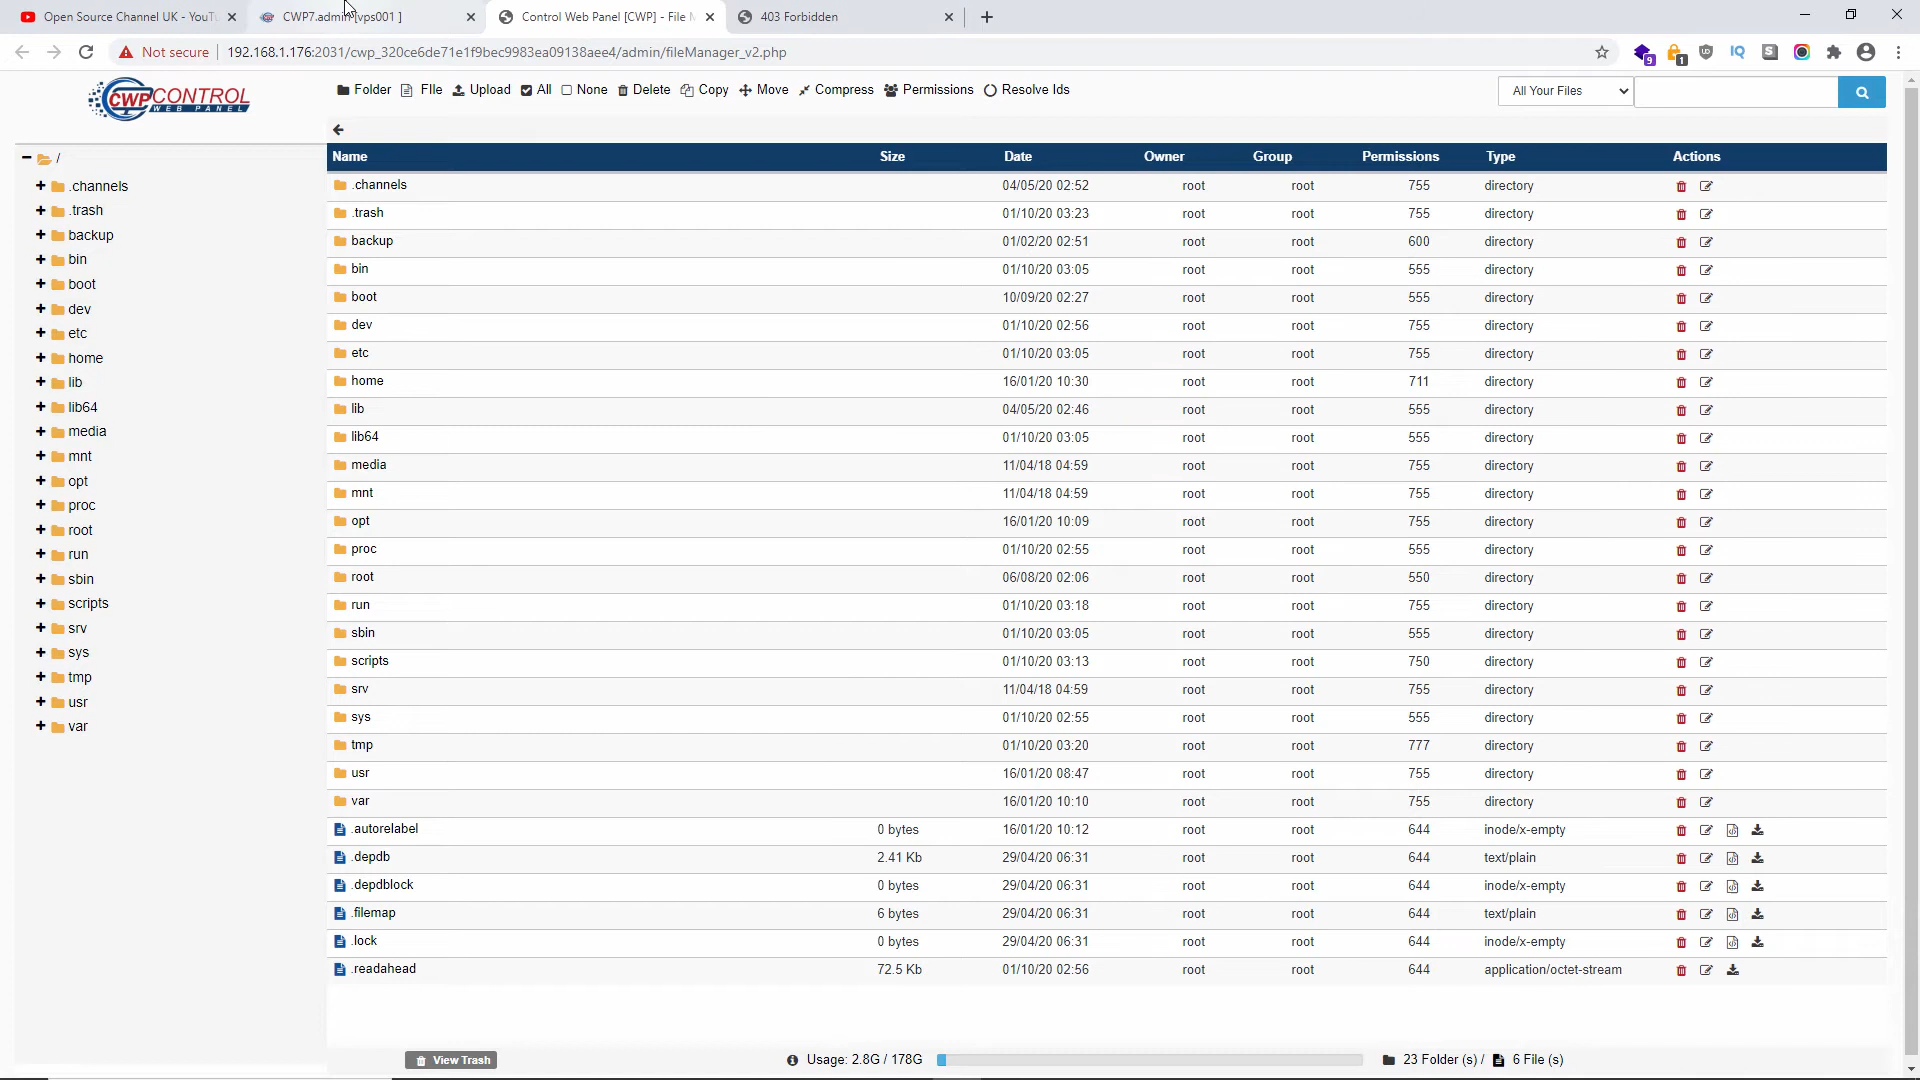 Open Source Channel UK - YouTu
CWP7.admin [vps001 ]
Control Web Panel [CWP] - File M
403 Forbidden
Not secure
192.168.1.176:2031/cwp_320ce6de71e1f9bec9983ea09138aee4/admin/fileManager_v2.php
CWP CONTROL
WEB PANEL
Folder FIle Upload All None Delete Copy Move Compress Permissions Resolve Ids
All Your Files
/
.channels
.trash
backup
bin
boot
dev
etc
home
lib
lib64
media
mnt
opt
proc
root
run
sbin
scripts
srv
sys
tmp
usr
var
Name Size Date Owner Group Permissions Type Actions
.channels 04/05/20 02:52 root root 755 directory
.trash 01/10/20 03:23 root root 755 directory
backup 01/02/20 02:51 root root 600 directory
bin 01/10/20 03:05 root root 555 directory
boot 10/09/20 02:27 root root 555 directory
dev 01/10/20 02:56 root root 755 directory
etc 01/10/20 03:05 root root 755 directory
home 16/01/20 10:30 root root 711 directory
lib 04/05/20 02:46 root root 555 directory
lib64 01/10/20 03:05 root root 555 directory
media 11/04/18 04:59 root root 755 directory
mnt 11/04/18 04:59 root root 755 directory
opt 16/01/20 10:09 root root 755 directory
proc 01/10/20 02:55 root root 555 directory
root 06/08/20 02:06 root root 550 directory
run 01/10/20 03:18 root root 755 directory
sbin 01/10/20 03:05 root root 555 directory
scripts 01/10/20 03:13 root root 750 directory
srv 11/04/18 04:59 root root 755 directory
sys 01/10/20 02:55 root root 555 directory
tmp 01/10/20 03:20 root root 777 directory
usr 16/01/20 08:47 root root 755 directory
var 16/01/20 10:10 root root 755 directory
.autorelabel 0 bytes 16/01/20 10:12 root root 644 inode/x-empty
.depdb 2.41 Kb 29/04/20 06:31 root root 644 text/plain
.depdblock 0 bytes 29/04/20 06:31 root root 644 inode/x-empty
.filemap 6 bytes 29/04/20 06:31 root root 644 text/plain
.lock 0 bytes 29/04/20 06:31 root root 644 inode/x-empty
.readahead 72.5 Kb 01/10/20 02:56 root root 644 application/octet-stream
View Trash
Usage: 2.8G / 178G
23 Folder (s) / 6 File (s)